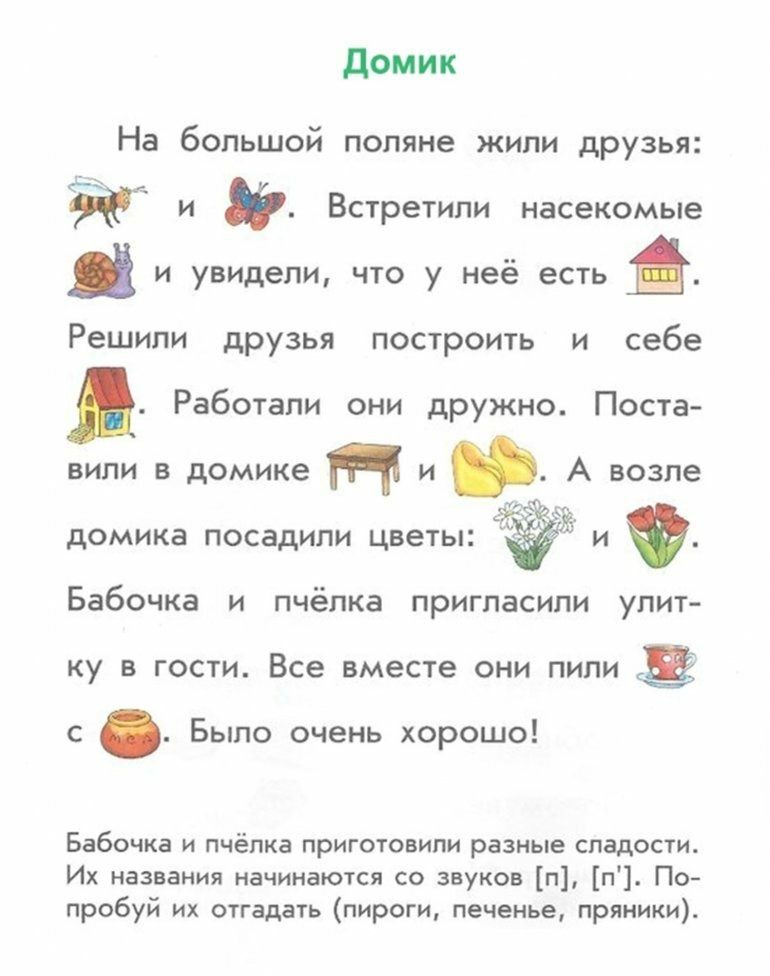 Домик
На большой поляне жили друзья:
и . Встретили насекомые
и увидели, что у неё есть .
Решили друзья построить и себе
. Работали они дружно. Поста-
вили в домике и . А возле
домика посадили цветы: и .
Бабочка и пчёлка пригласили улит-
ку в гости. Все вместе они пили
с мёд . Было очень хорошо!
Бабочка и пчёлка приготовили разные сладости.
Их названия начинаются со звуков [п], [п']. По-
пробуй их отгадать (пироги, печенье, пряники).